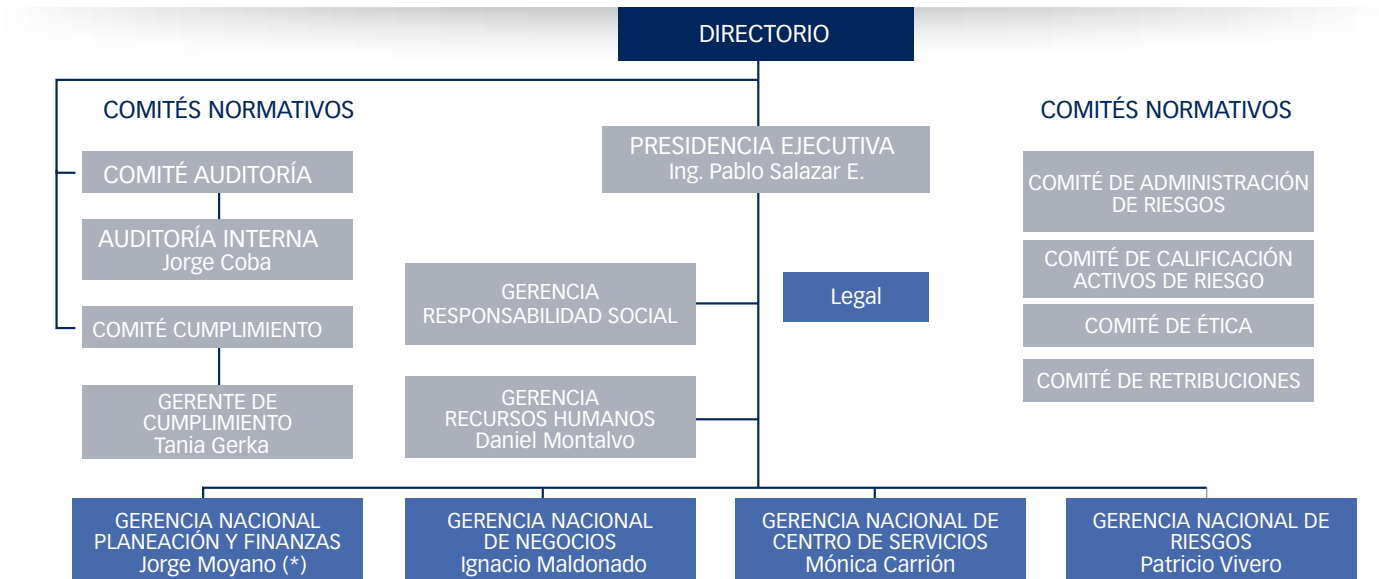 DIRECTORIO
COMITÉS NORMATIVOS
COMITÉ AUDITORÍA
AUDITORÍA INTERNA
Jorge Coba
COMITÉ CUMPLIMIENTO
GERENTE DE
CUMPLIMIENTO
Tania Gerka
PRESIDENCIA EJECUTIVA
Ing. Pablo Salazar E.
GERENCIA
RESPONSABILIDAD SOCIAL
Legal
GERENCIA
RECURSOS HUMANOS
Daniel Montalvo
COMITÉS NORMATIVOS
COMITÉ DE ADMINISTRACIÓN
DE RIESGOS
COMITÉ DE CALIFICACIÓN
ACTIVOS DE RIESGO
COMITÉ DE ÉTICA
COMITÉ DE RETRIBUCIONES
GERENCIA NACIONAL
PLANEACIÓN Y FINANZAS
Jorge Moyano (*)
GERENCIA NACIONAL
DE NEGOCIOS
Ignacio Maldonado
GERENCIA NACIONAL DE
CENTRO DE SERVICIOS
Mónica Carrión
GERENCIA NACIONAL DE
RIESGOS
Patricio Vivero